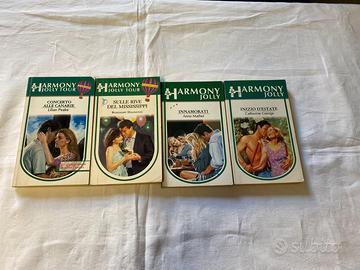 HARMONY
JOLLY TOUR
CONCERTO
ALLE CANARIE
Lilian Peake
HARMONY
JOLLY TOUR
SULLE RIVE
DEL MISSISSIPPI
HARMONY
JOLLY
INNAMORATI
Anne Mather
HARMONY
JOLLY
INIZIO D'ESTATE
Catherine George
subito